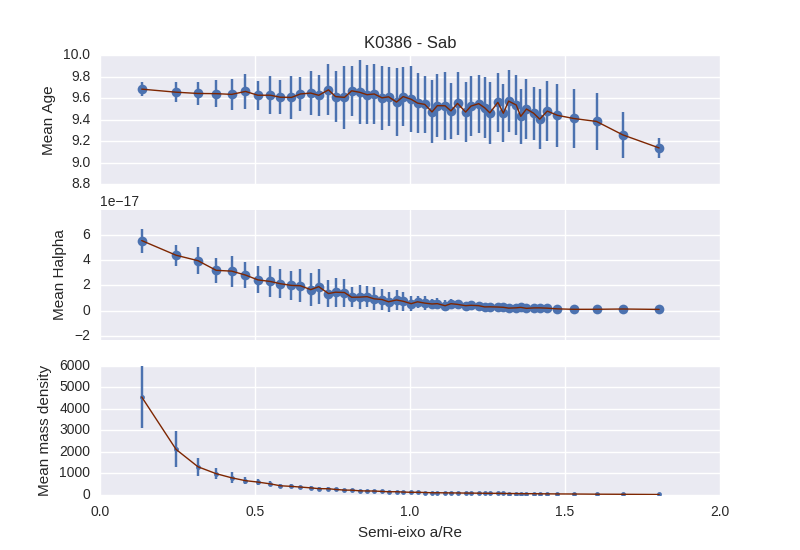 K0386 - Sab
10.0
9.8
9.6
9.4
9.2
9.0
8.8
Mean Age
1e−17
6
4
2
0
−2
Mean Halpha
6000
5000
4000
3000
2000
1000
0
Mean mass density
0.0 0.5 1.0 1.5 2.0
Semi-eixo a/Re